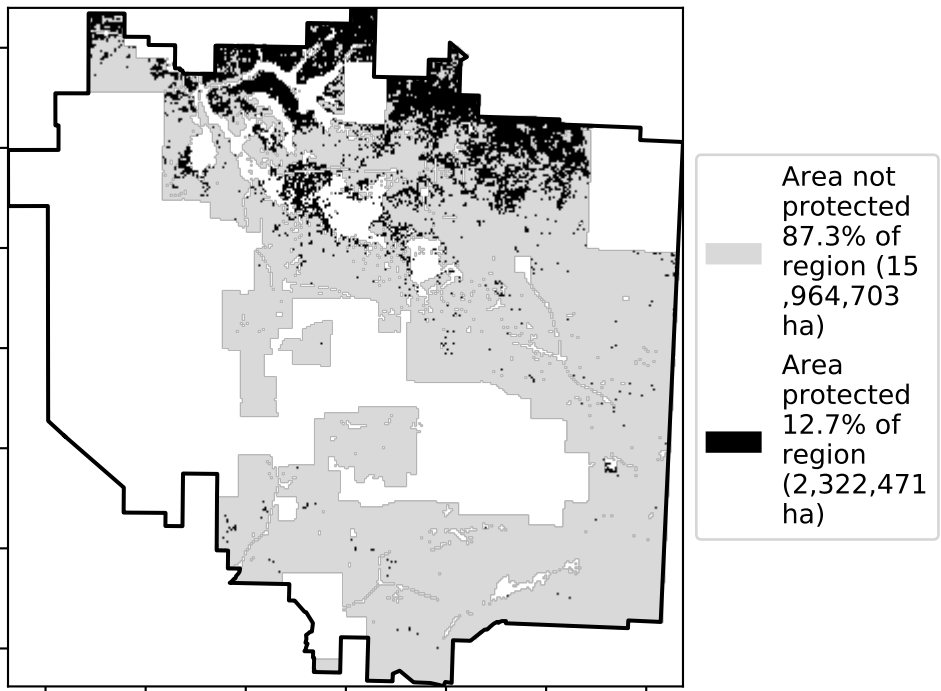 Area not
protected
87.3% of
region (15
,964,703
ha)
Area
protected
12.7% of
region
(2,322,471
ha)